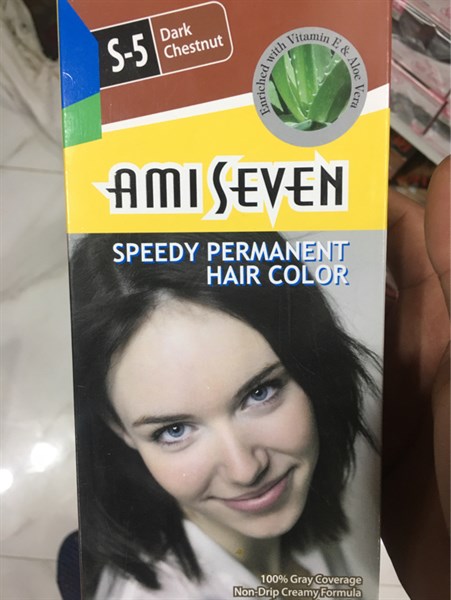 S-5
Dark
Chestnut
Enriched with Vitamin E & Aloe Vera
AMI SEVEN
SPEEDY PERMANENT
HAIR COLOR
100% Gray Coverage
Non-Drip Creamy Formula